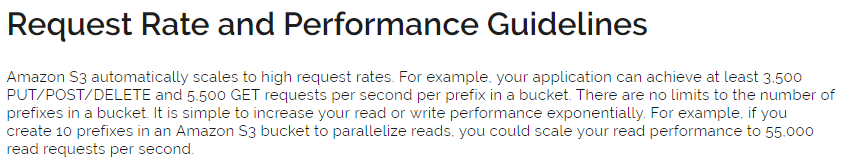 Request Rate and Performance Guidelines
Amazon S3 automatically scales to high request rates. For example, your application can achieve at least 3,500
PUT/POST/DELETE and 5,500 GET requests per second per prefix in a bucket. There are no limits to the number of
prefixes in a bucket. It is simple to increase your read or write performance exponentially. For example, if you
create 10 prefixes in an Amazon S3 bucket to parallelize reads, you could scale your read performance to 55,000
read requests per second.